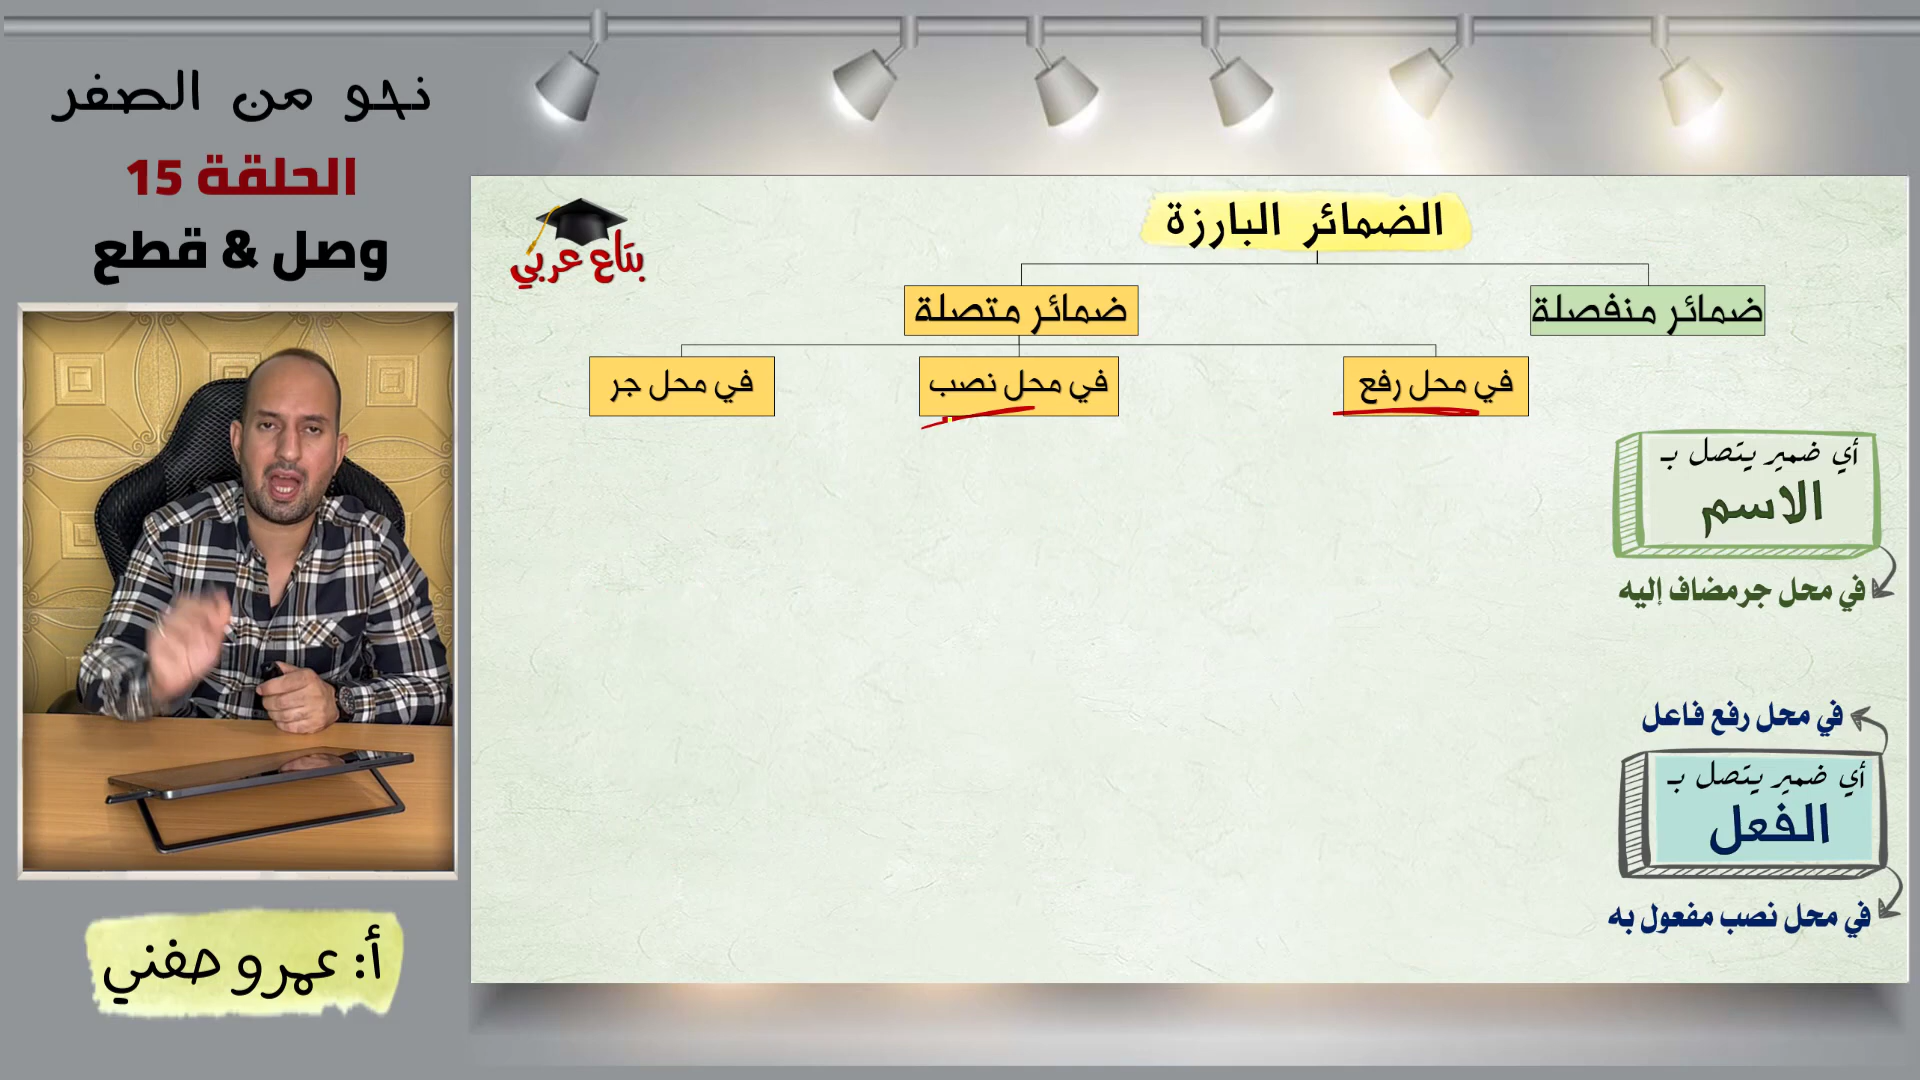 نحو من الصفر
الحلقة 15
وصل & قطع
أ: عمرو حفني
بتاع عربي
الضمائر البارزة
ضمائر منفصلة
ضمائر متصلة
في محل رفع
في محل نصب
في محل جر
أي ضمير يتصل بـ
الاسم
في محل جر مضاف إليه
في محل رفع فاعل
أي ضمير يتصل بـ
الفعل
في محل نصب مفعول به